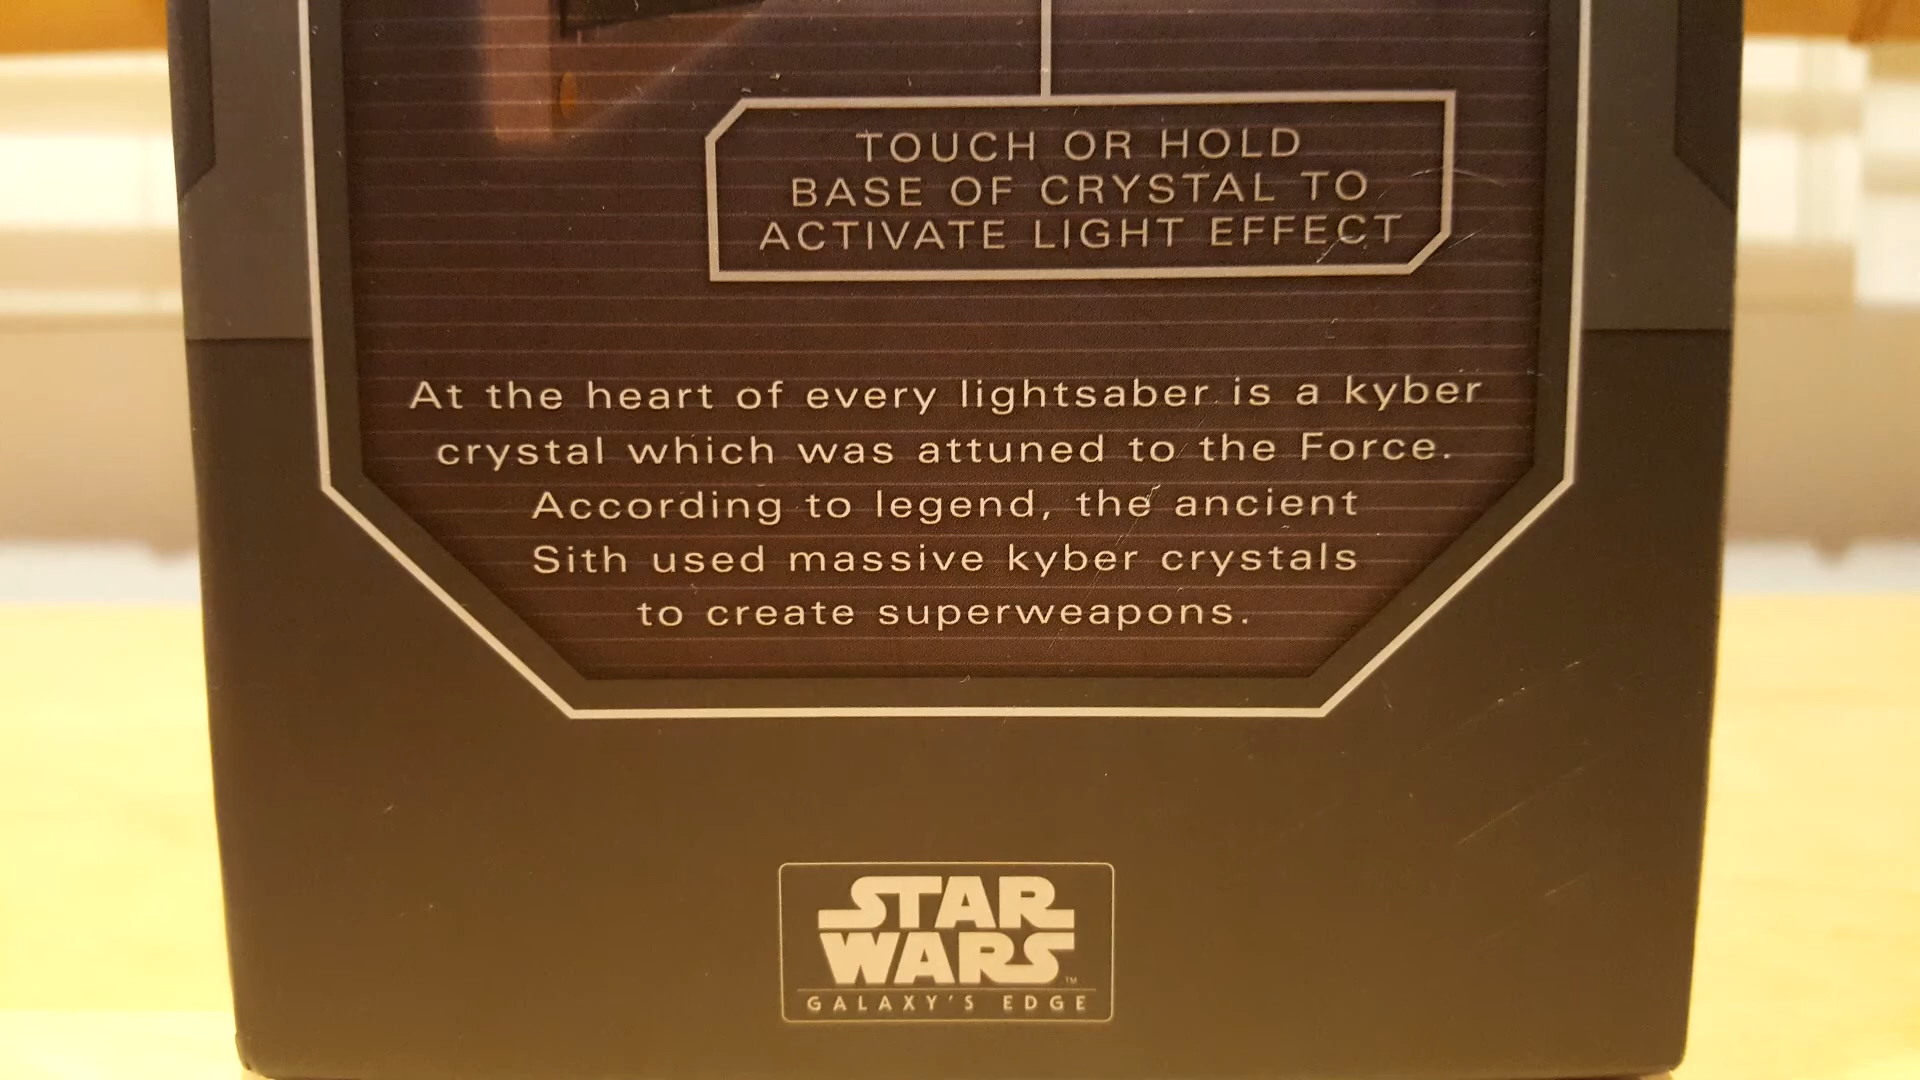 TOUCH OR HOLD
BASE OF CRYSTAL TO
ACTIVATE LIGHT EFFECT
At the heart of every lightsaber is a kyber
crystal which was attuned to the Force.
According to legend, the ancient
Sith used massive kyber crystals
to create superweapons.
STAR
WARS™
GALAXY'S EDGE